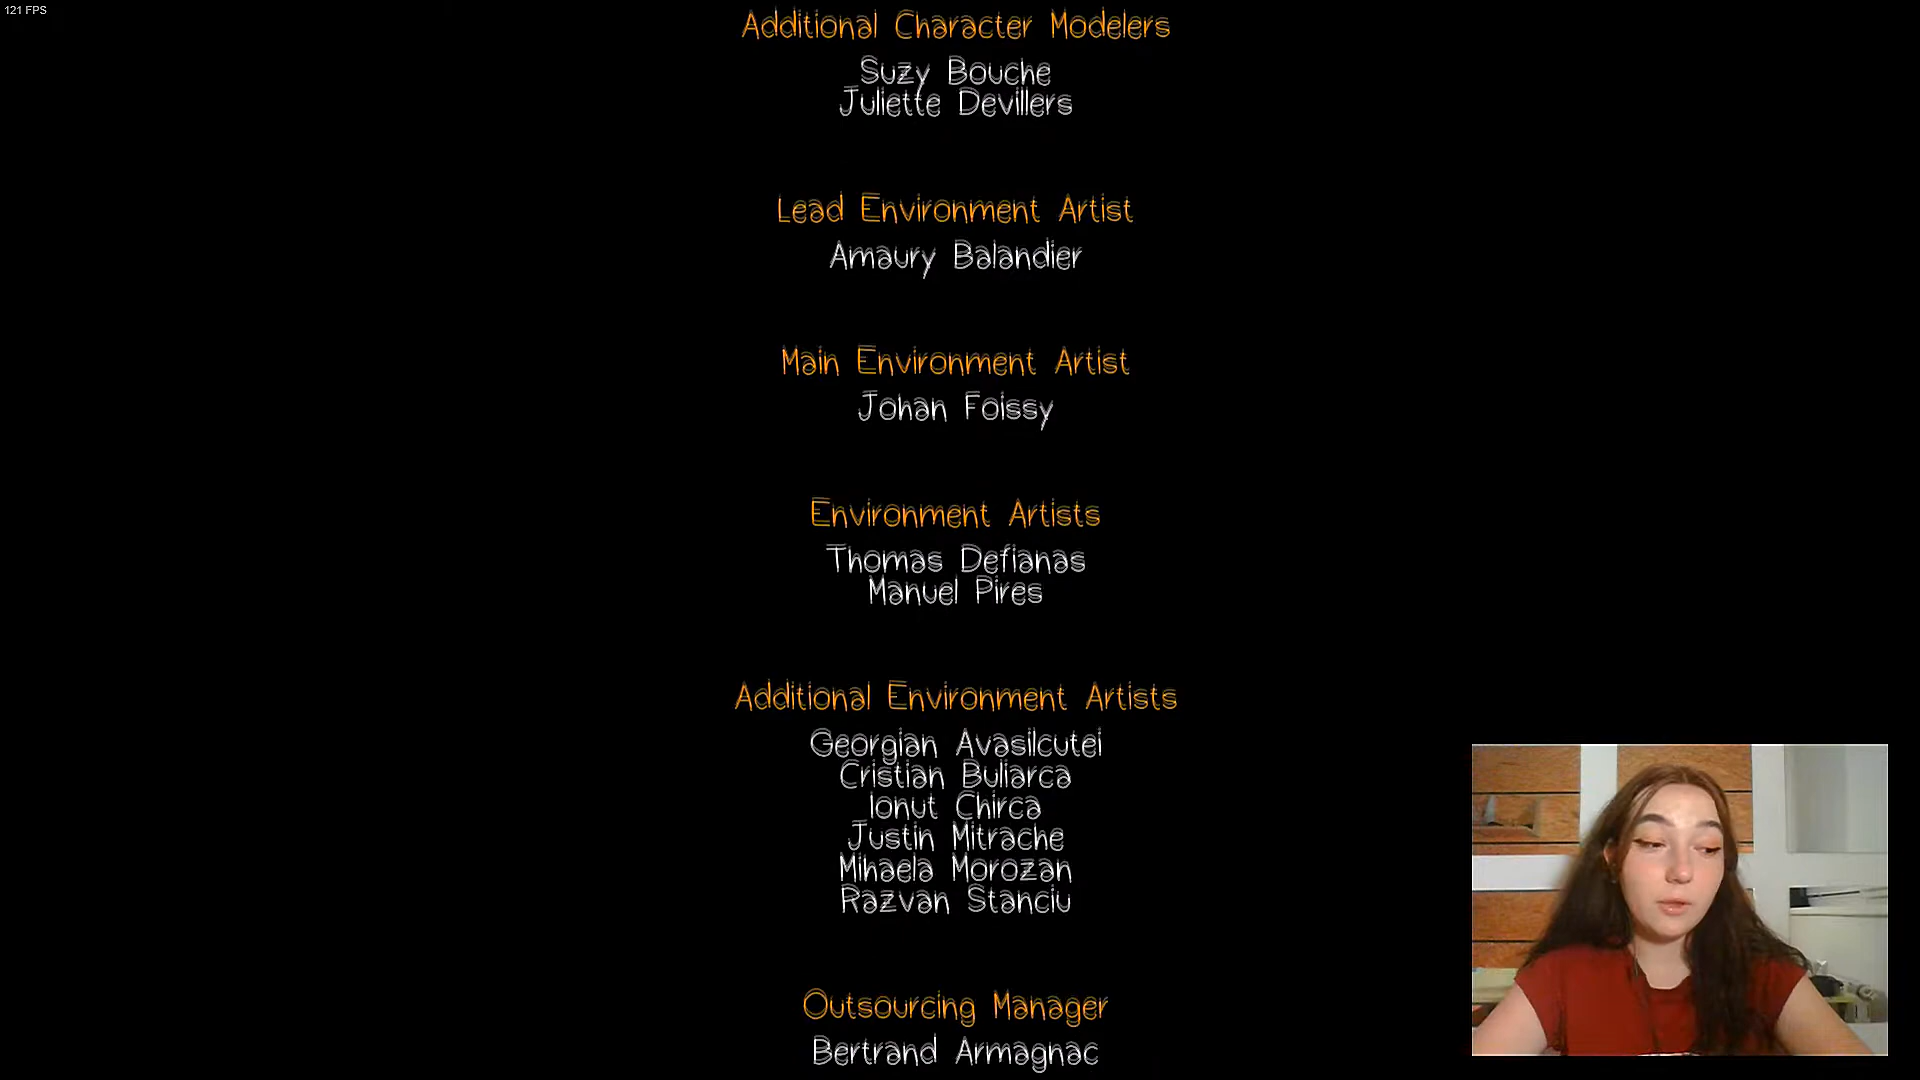 121 FPS
Additional Character Modelers
Suzy Bouche
Juliette Devillers
Lead Environment Artist
Amaury Balandier
Main Environment Artist
Johan Foissy
Environment Artists
Thomas Defianas
Manuel Pires
Additional Environment Artists
Georgian Avasilcutei
Cristian Buliarca
Ionut Chirca
Justin Mitrache
Mihaela Morozan
Razvan Stanciu
Outsourcing Manager
Bertrand Armagnac